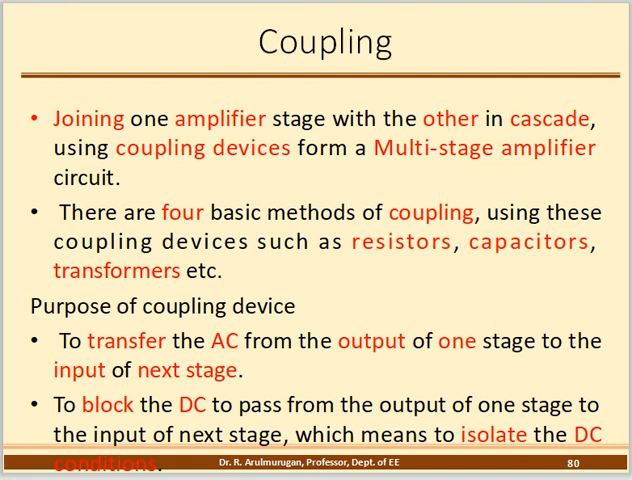 Coupling
• Joining one amplifier stage with the other in cascade,
using coupling devices form a Multi-stage amplifier
circuit.
• There are four basic methods of coupling, using these
coupling devices such as resistors, capacitors,
transformers etc.
Purpose of coupling device
• To transfer the AC from the output of one stage to the
input of next stage.
• To block the DC to pass from the output of one stage to
the input of next stage, which means to isolate the DC
conditions.
Dr. R. Arulmurugan, Professor, Dept. of EE 80